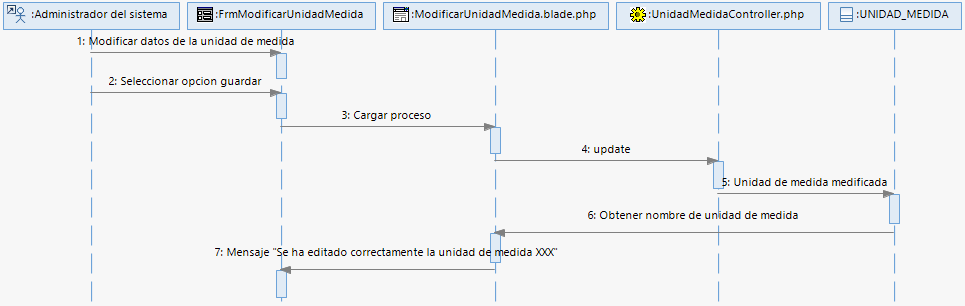 :Administrador del sistema
:FrmModificarUnidadMedida
:ModificarUnidadMedida.blade.php
:UnidadMedidaController.php
:UNIDAD_MEDIDA
1: Modificar datos de la unidad de medida
2: Seleccionar opcion guardar
3: Cargar proceso
4: update
5: Unidad de medida medificada
6: Obtener nombre de unidad de medida
7: Mensaje "Se ha editado correctamente la unidad de medida XXX"